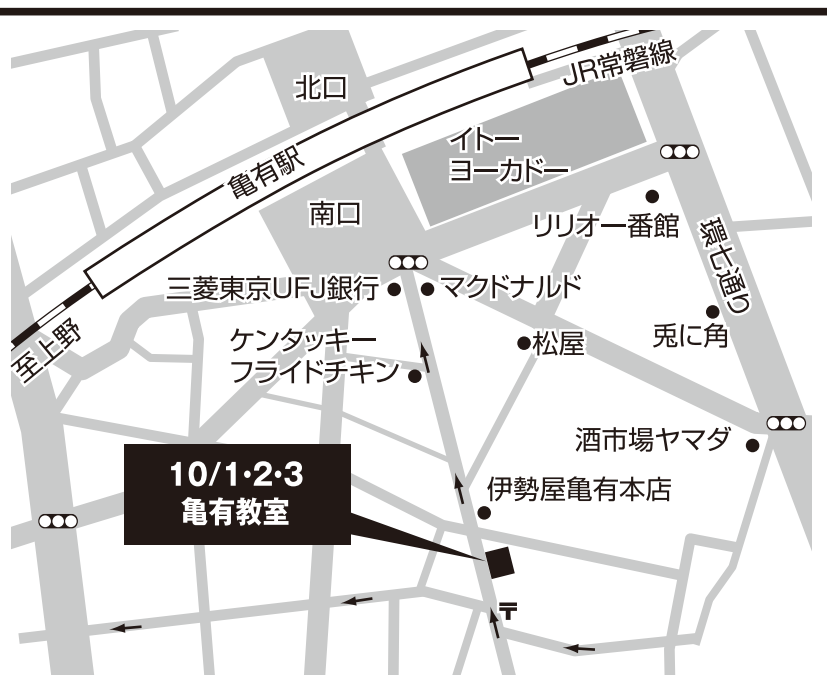 北口
JR常磐線
イトー
ヨーカドー
亀有駅
南口
リリオ一番館
環七通り
三菱東京UFJ銀行
マクドナルド
兎に角
至上野
ケンタッキー
フライドチキン
松屋
酒市場ヤマダ
10/1・2・3
亀有教室
伊勢屋亀有本店
〒